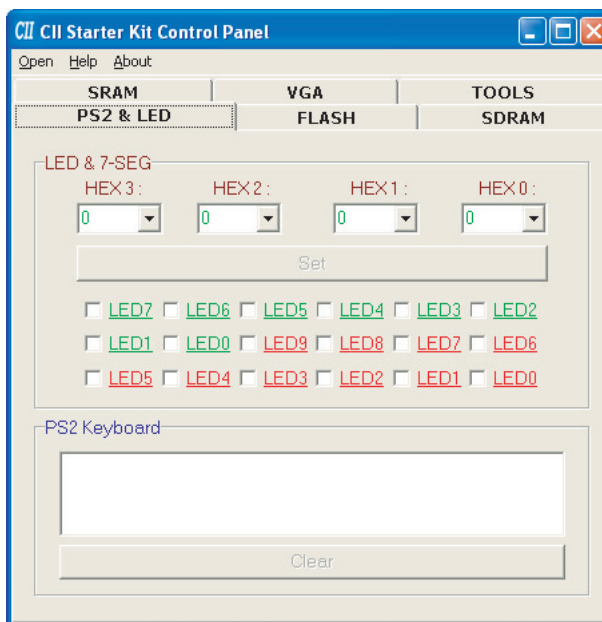 CII CII Starter Kit Control Panel
Open Help About
SRAM VGA TOOLS
PS2 & LED FLASH SDRAM
LED & 7-SEG
HEX 3 : HEX 2 : HEX 1 : HEX 0 :
0 0 0 0
Set
LED7 LED6 LED5 LED4 LED3 LED2
LED1 LED0 LED9 LED8 LED7 LED6
LED5 LED4 LED3 LED2 LED1 LED0
PS2 Keyboard
Clear